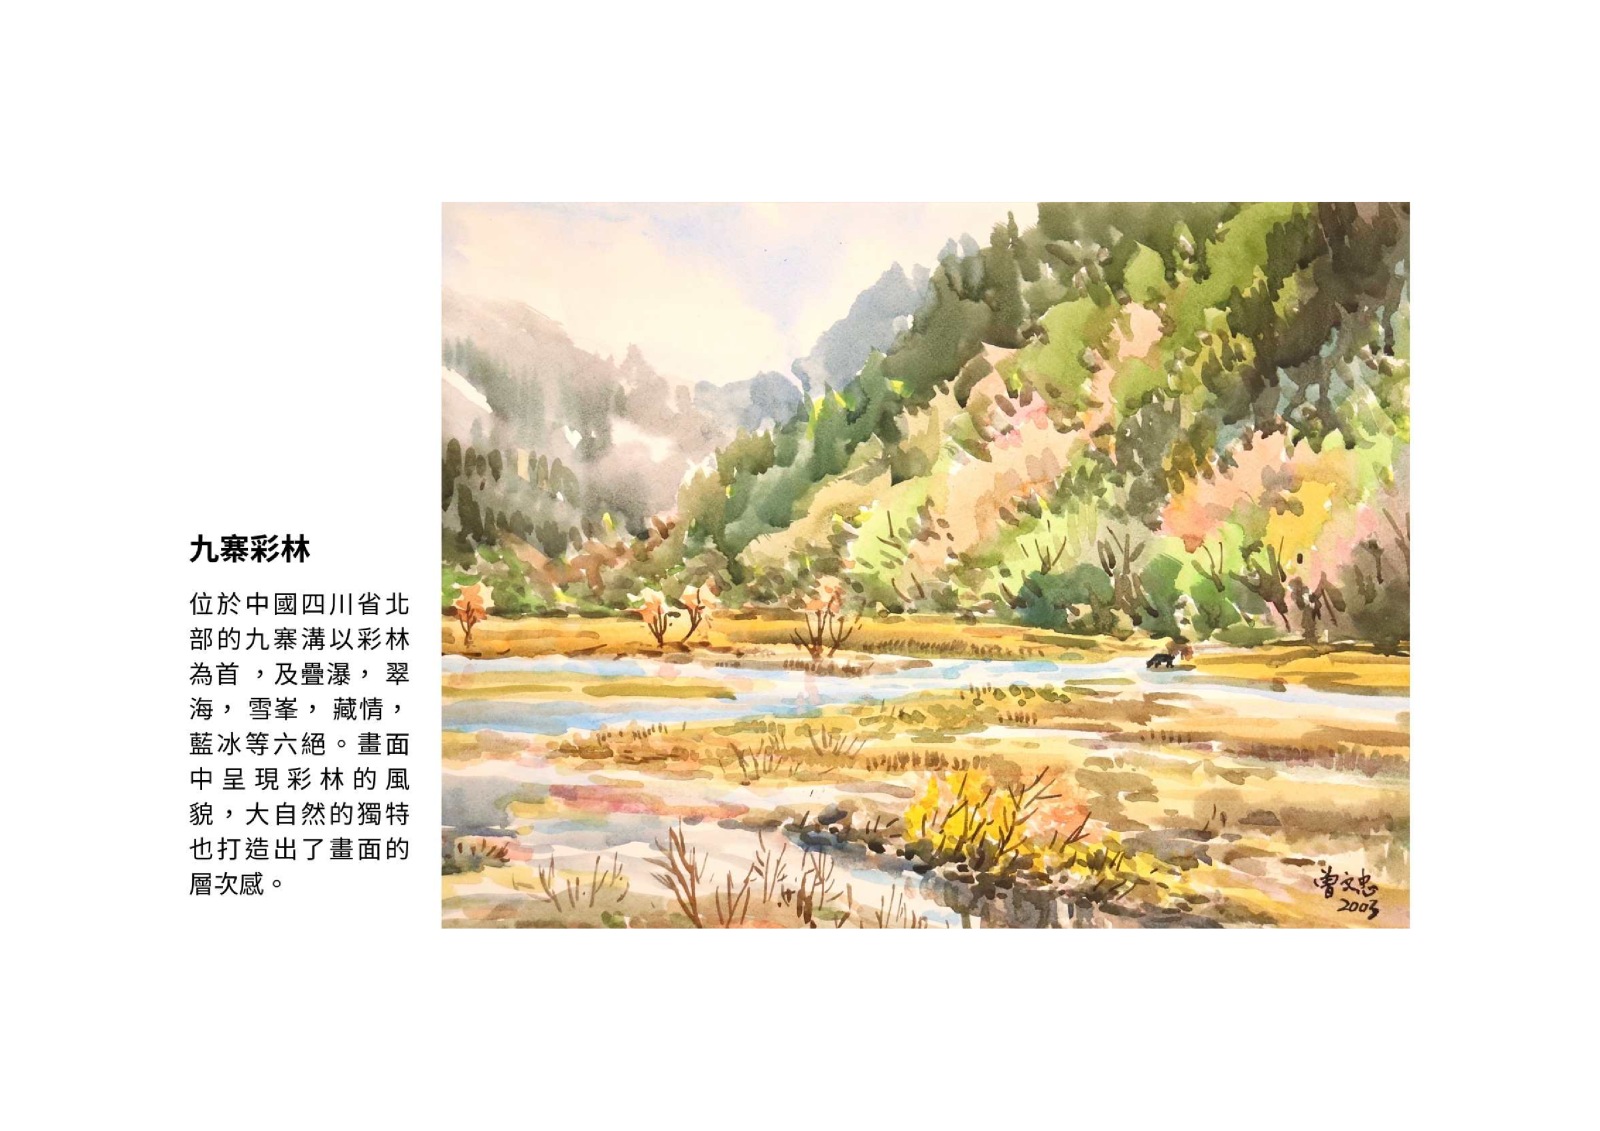 九寨彩林
位於中國四川省北
部的九寨溝以彩林
為首，及疊瀑， 翠
海， 雪峯， 藏情，
藍冰等六絕。畫面
中呈現彩林的風
貌，大自然的獨特
也打造出了畫面的
層次感。
曾文忠
2003